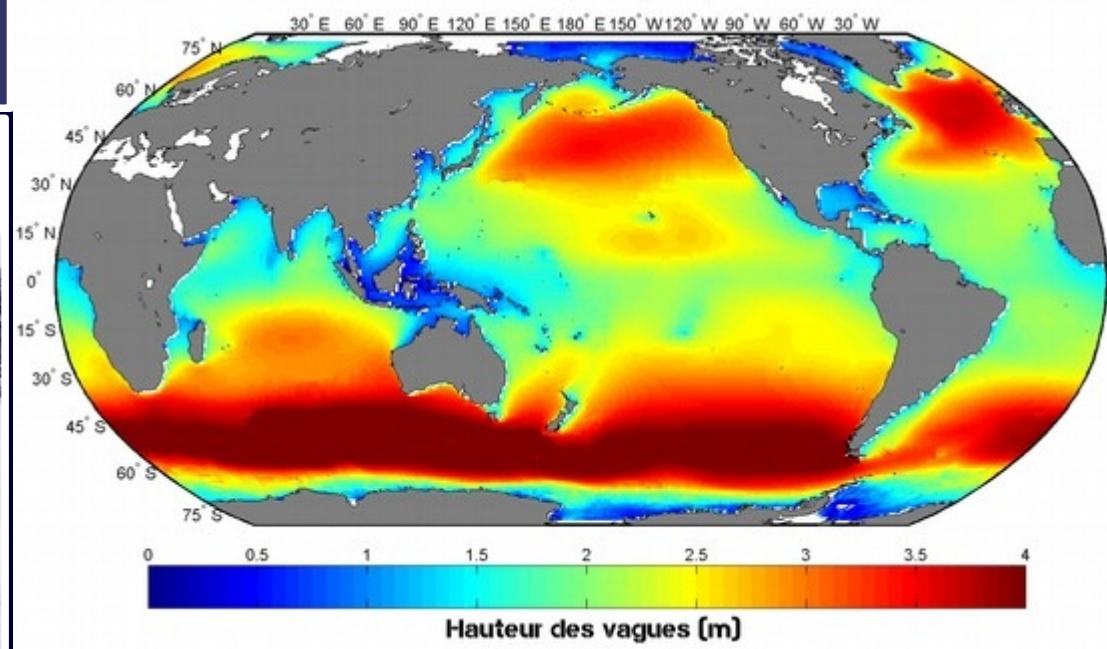 30° E 60° E 90° E 120° E 150° E 180° E 150° W 120° W 90° W 60° W 30° W
75° N
60° N
45° N
30° N
15° N
0°
15° S
30° S
45° S
60° S
75° S
0 0.5 1 1.5 2 2.5 3 3.5 4
Hauteur des vagues (m)